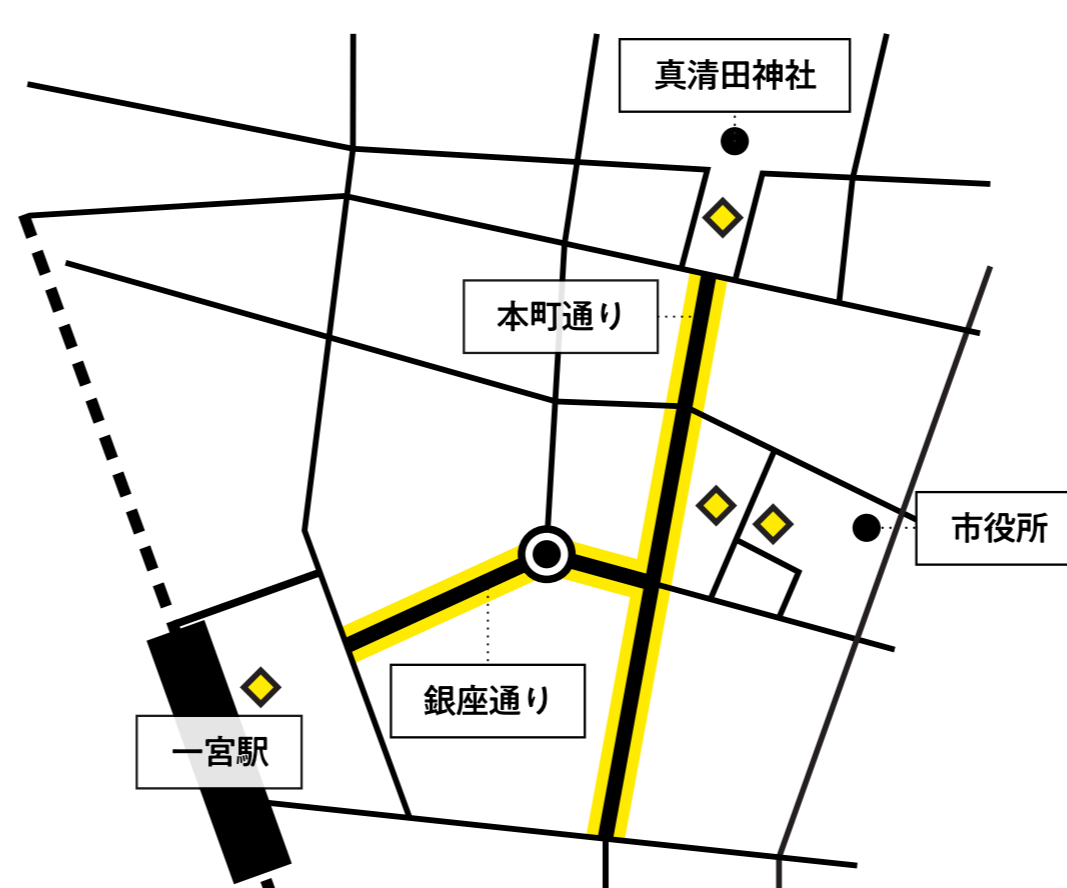 真清田神社
本町通り
市役所
銀座通り
一宮駅